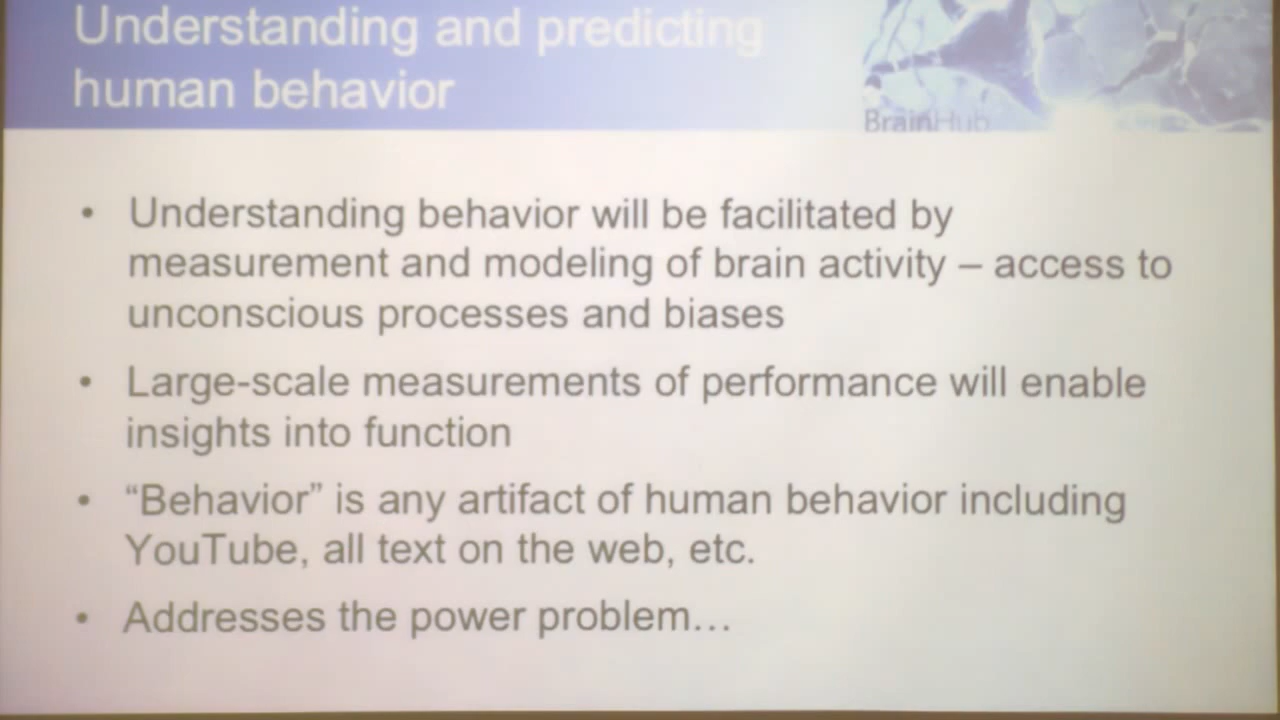 Understanding and predicting
human behavior
BrainHub
• Understanding behavior will be facilitated by
measurement and modeling of brain activity – access to
unconscious processes and biases
• Large-scale measurements of performance will enable
insights into function
• “Behavior” is any artifact of human behavior including
YouTube, all text on the web, etc.
• Addresses the power problem…